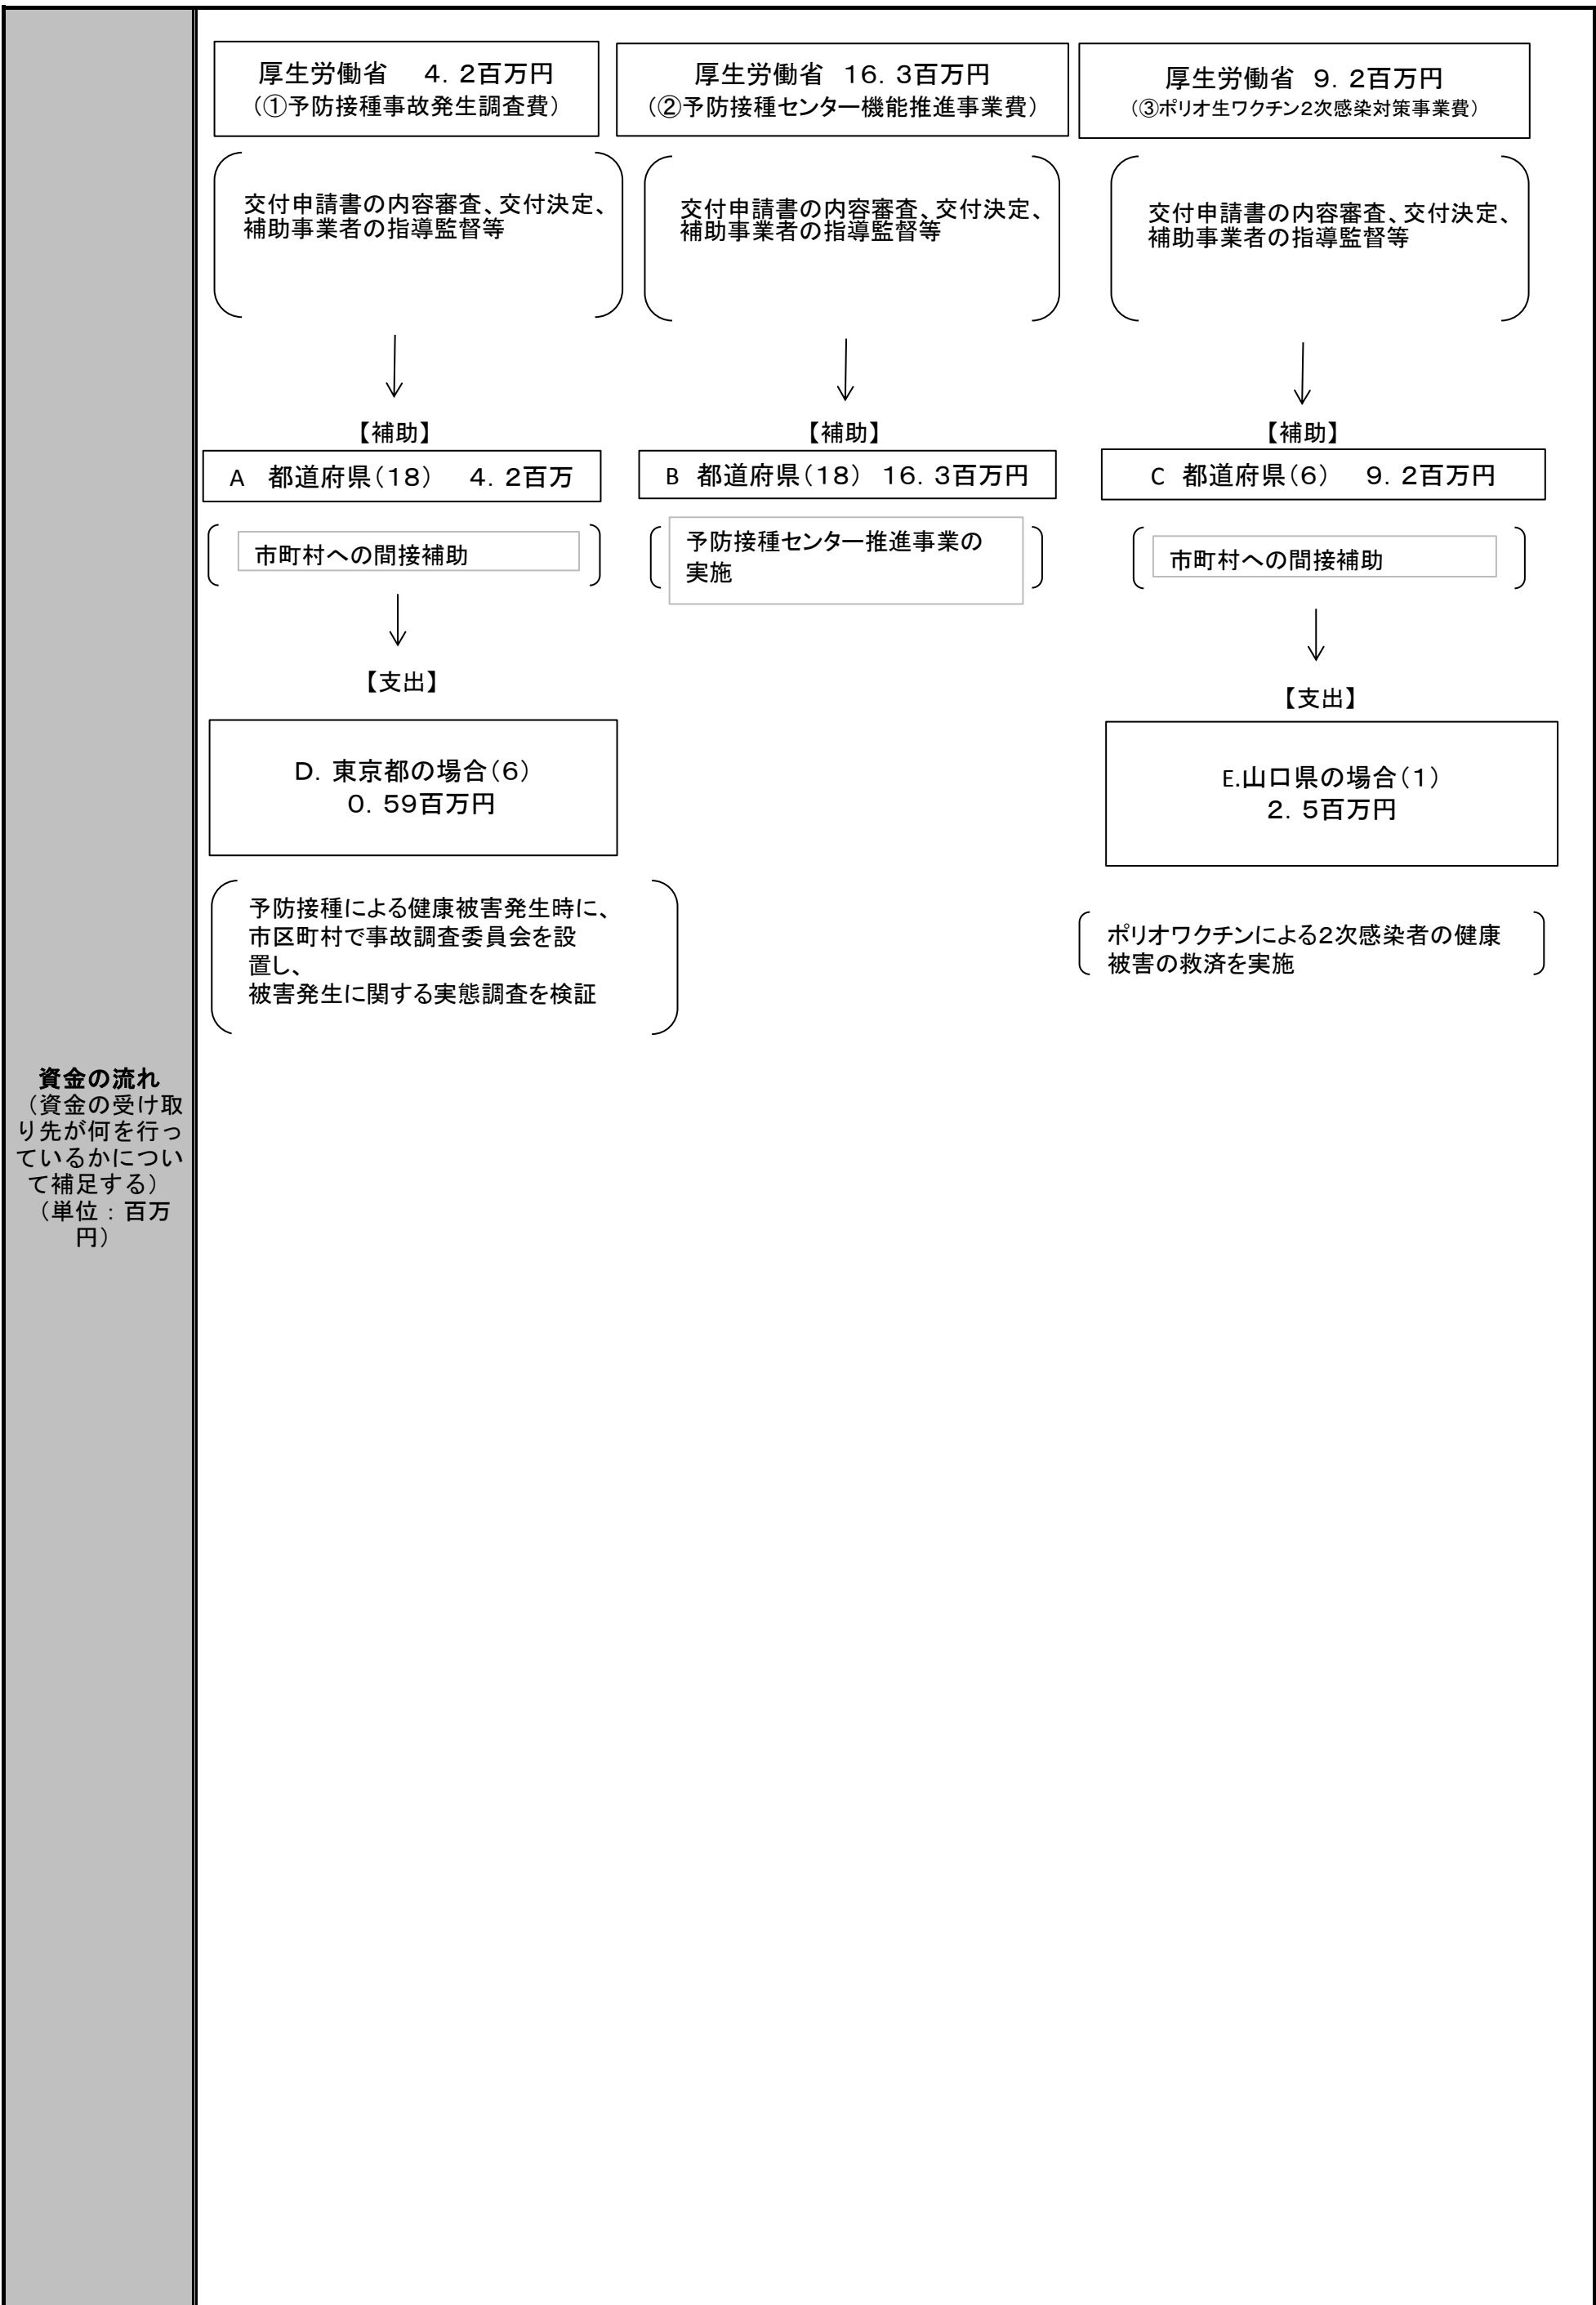 資金の流れ
（資金の受け取
り先が何を行っ
ているかについ
て補足する）
（単位：百万
円）
厚生労働省　４．２百万円
（①予防接種事故発生調査費）
交付申請書の内容審査、交付決定、
補助事業者の指導監督等
【補助】
A　都道府県（１８）　４．２百万
市町村への間接補助
【支出】
Ｄ．東京都の場合（６）
０．５９百万円
予防接種による健康被害発生時に、
市区町村で事故調査委員会を設
置し、
被害発生に関する実態調査を検証
厚生労働省　１６．３百万円
（②予防接種センター機能推進事業費）
交付申請書の内容審査、交付決定、
補助事業者の指導監督等
【補助】
B　都道府県（１８）１６．３百万円
予防接種センター推進事業の
実施
厚生労働省　９．２百万円
（③ポリオ生ワクチン２次感染対策事業費）
交付申請書の内容審査、交付決定、
補助事業者の指導監督等
【補助】
C　都道府県（６）　９．２百万円
市町村への間接補助
【支出】
E.山口県の場合（１）
２．５百万円
ポリオワクチンによる２次感染者の健康
被害の救済を実施